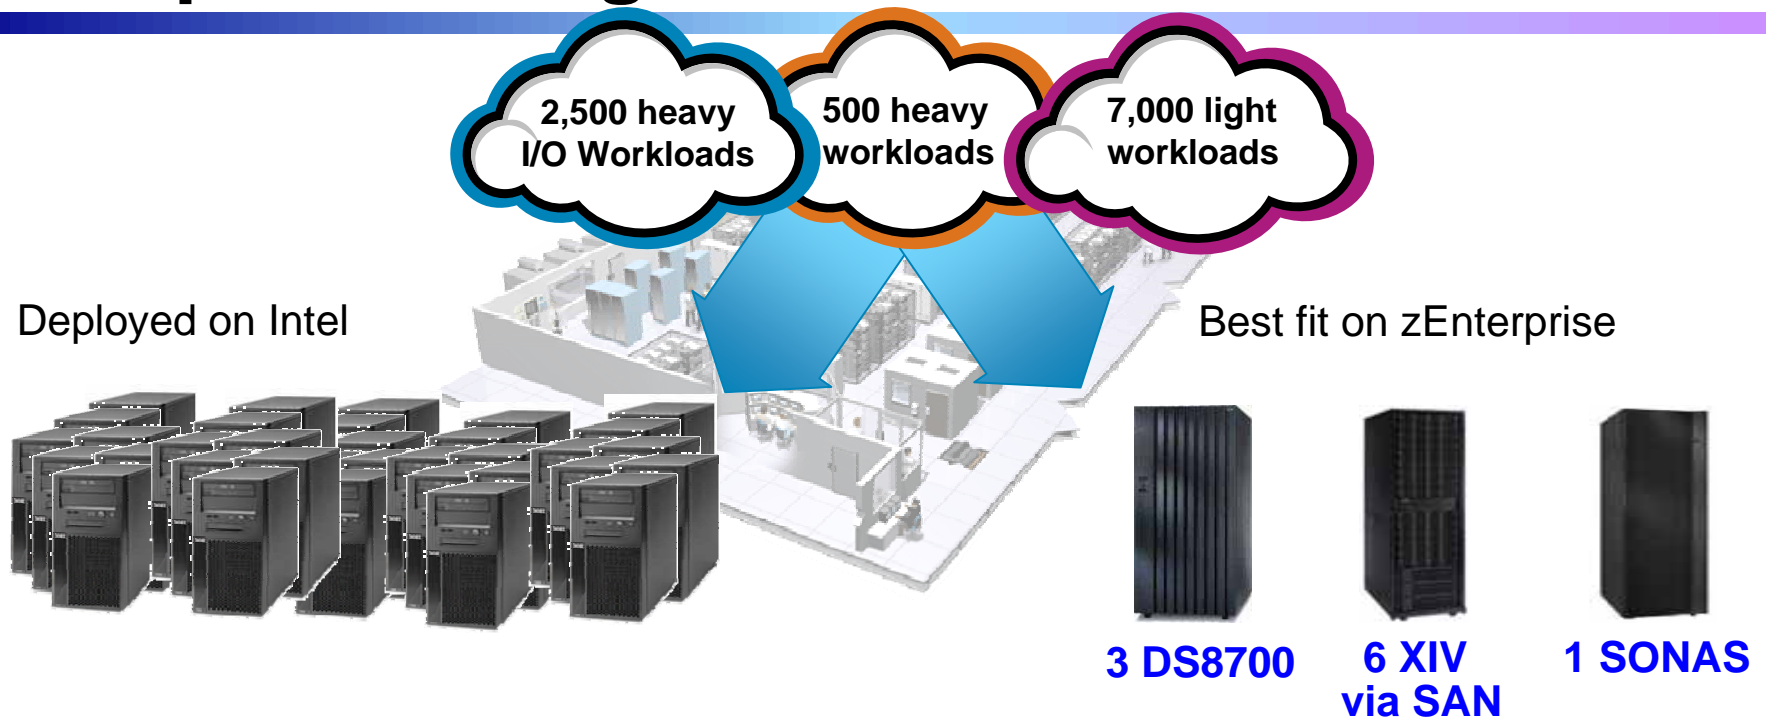 2,500 heavy
I/O Workloads
500 heavy
workloads
7,000 light
workloads
Deployed on Intel
Best fit on zEnterprise
3 DS8700
6 XIV
via SAN
1 SONAS